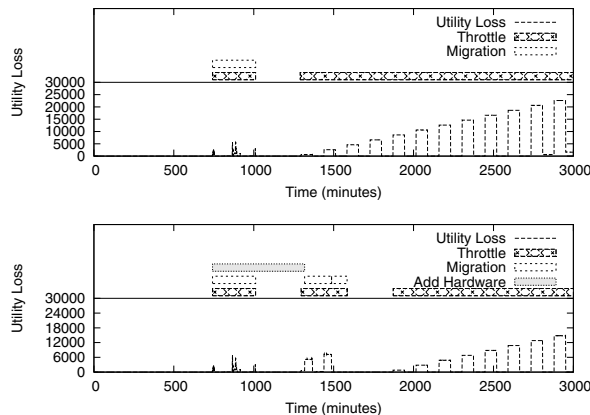 Utility Loss
Throttle
Migration
Utility Loss
30000
25000
20000
15000
10000
5000
0
0 500 1000 1500 2000 2500 3000
Time (minutes)
Utility Loss
Throttle
Migration
Add Hardware
Utility Loss
30000
24000
18000
12000
6000
0
0 500 1000 1500 2000 2500 3000
Time (minutes)